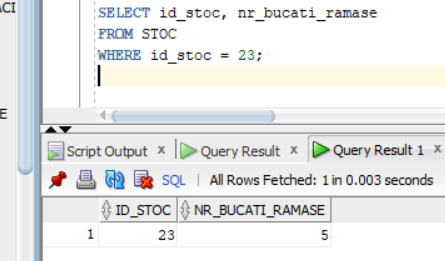 ACI
SELECT id_stoc, nr_bucati_ramase
FROM STOC
WHERE id_stoc = 23;
E
Script Output x Query Result x Query Result 1 x
SQL | All Rows Fetched: 1 in 0.003 seconds
ID_STOC NR_BUCATI_RAMASE
1 23 5